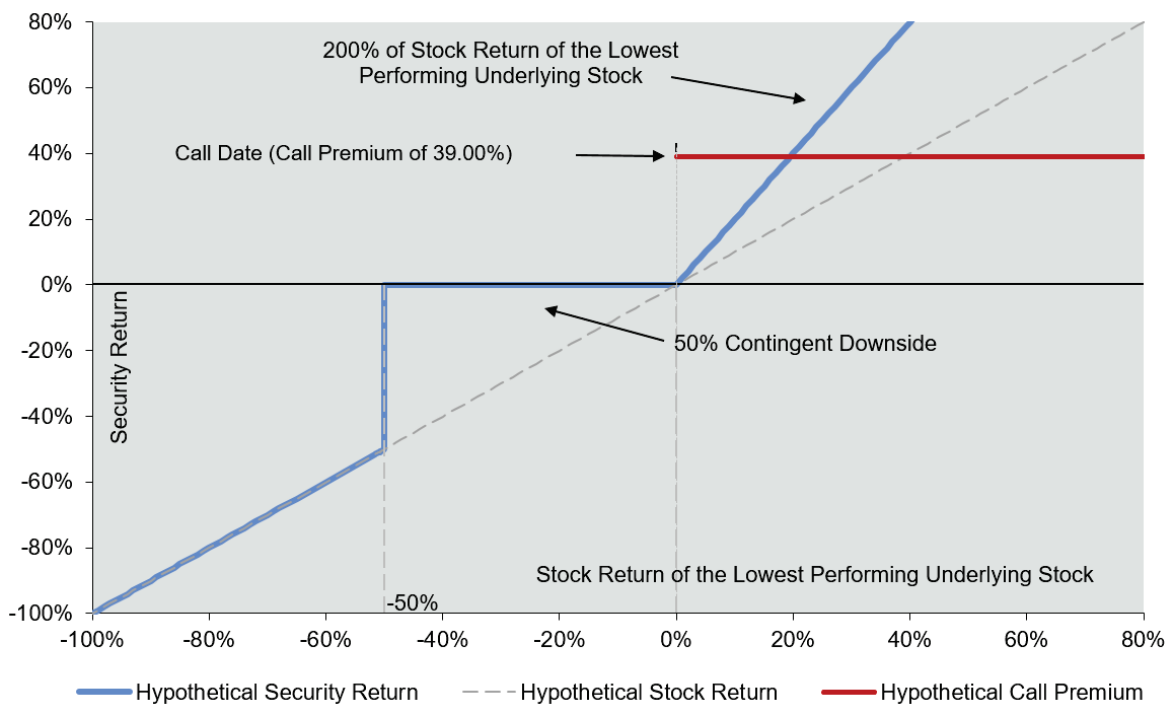 80%
200% of Stock Return of the Lowest
Performing Underlying Stock
60%
Call Date (Call Premium of 39.00%)
40%
20%
0%
Security Return
-20%
50% Contingent Downside
-40%
-60%
-80%
Stock Return of the Lowest Performing Underlying Stock
-50%
-100%
-100% -80% -60% -40% -20% 0% 20% 40% 60% 80%
Hypothetical Security Return Hypothetical Stock Return Hypothetical Call Premium